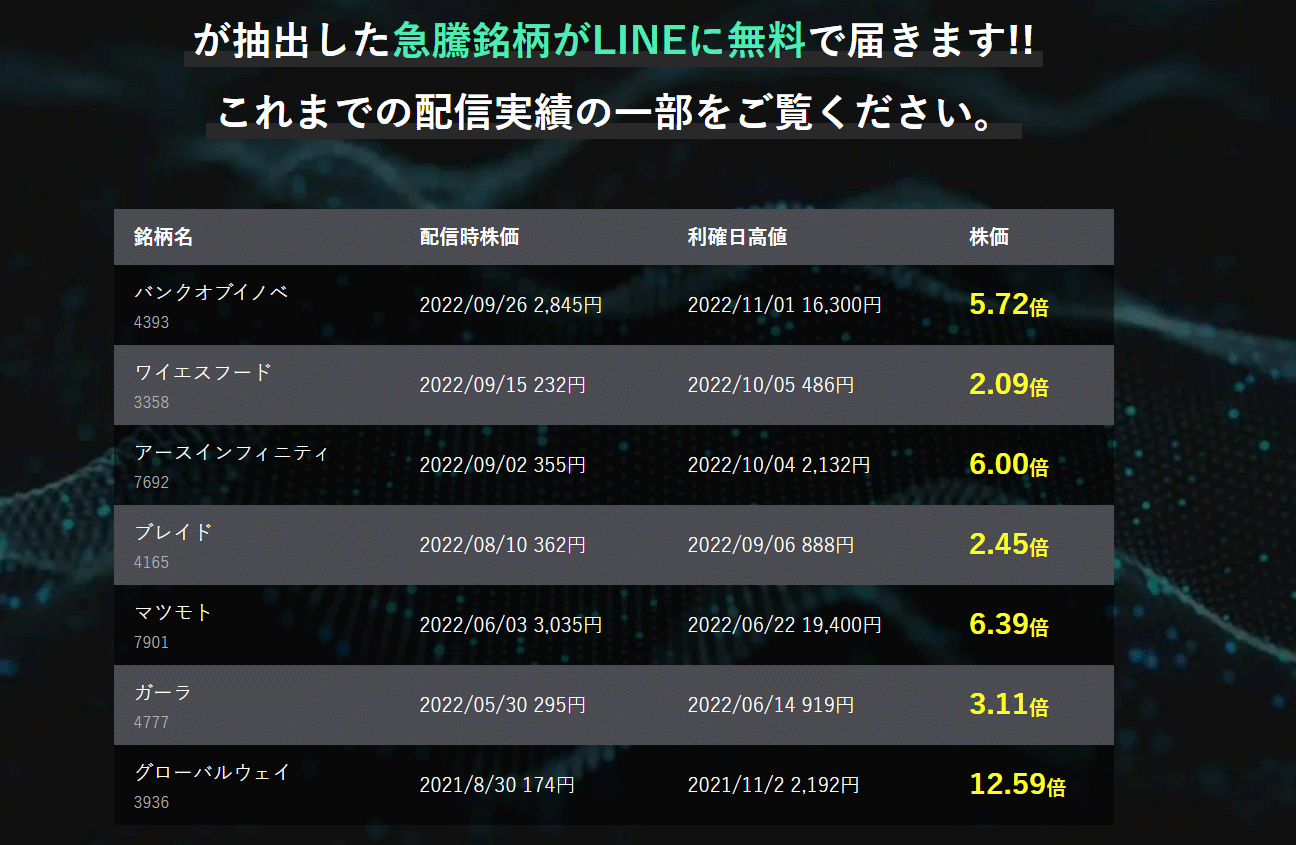 が抽出した急騰銘柄がLINEに無料で届きます!!
これまでの配信実績の一部をご覧ください。
銘柄名 配信時株価 利確日高値 株価
バンクオブイノベ
4393
2022/09/26 2,845円 2022/11/01 16,300円 5.72倍
ワイエスフード
3358
2022/09/15 232円 2022/10/05 486円 2.09倍
アースインフィニティ
7692
2022/09/02 355円 2022/10/04 2,132円 6.00倍
ブレイド
4165
2022/08/10 362円 2022/09/06 888円 2.45倍
マツモト
7901
2022/06/03 3,035円 2022/06/22 19,400円 6.39倍
ガーラ
4777
2022/05/30 295円 2022/06/14 919円 3.11倍
グローバルウェイ
3936
2021/8/30 174円 2021/11/2 2,192円 12.59倍